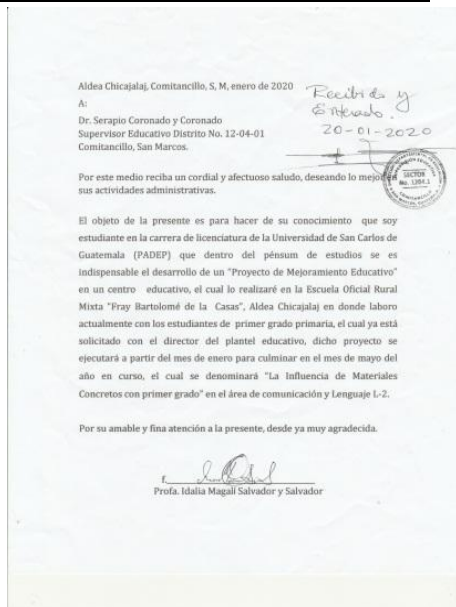 Aldea Chicajalaj, Comitancillo, S, M, enero de 2020
Recibido y
Enterado.
20-01-2020
A:
Dr. Serapio Coronado y Coronado
Supervisor Educativo Distrito No. 12-04-01
Comitancillo, San Marcos.
SECTOR
No. 1204.1
COMITANCILLO
Por este medio reciba un cordial y afectuoso saludo, deseando lo mejor
sus actividades administrativas.
El objeto de la presente es para hacer de su conocimiento que soy
estudiante en la carrera de licenciatura de la Universidad de San Carlos de
Guatemala (PADEP) que dentro del pénsum de estudios se es
indispensable el desarrollo de un "Proyecto de Mejoramiento Educativo"
en un centro educativo, el cual lo realizaré en la Escuela Oficial Rural
Mixta "Fray Bartolomé de la Casas", Aldea Chicajalaj en donde laboro
actualmente con los estudiantes de primer grado primaria, el cual ya está
solicitado con el director del plantel educativo, dicho proyecto se
ejecutará a partir del mes de enero para culminar en el mes de mayo del
año en curso, el cual se denominará "La Influencia de Materiales
Concretos con primer grado" en el área de comunicación y Lenguaje L-2.
Por su amable y fina atención a la presente, desde ya muy agradecida.
f.
Profa. Idalia Magalí Salvador y Salvador